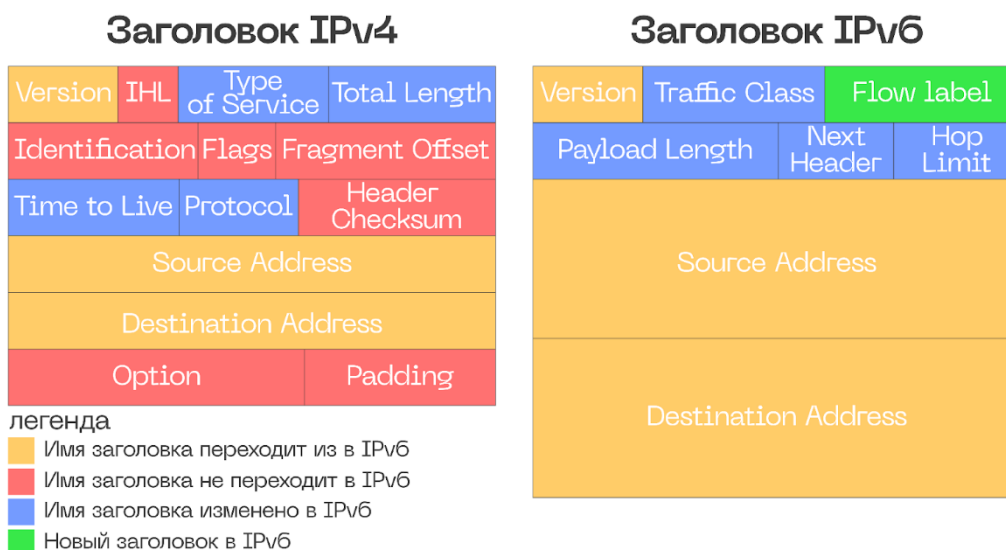 Заголовок IPv4
Version IHL Type of Service Total Length
Identification Flags Fragment Offset
Time to Live Protocol Header Checksum
Source Address
Destination Address
Option Padding
легенда
Имя заголовка переходит из в IPv6
Имя заголовка не переходит в IPv6
Имя заголовка изменено в IPv6
Новый заголовок в IPv6
Заголовок IPv6
Version Traffic Class Flow label
Payload Length Next Header Hop Limit
Source Address
Destination Address